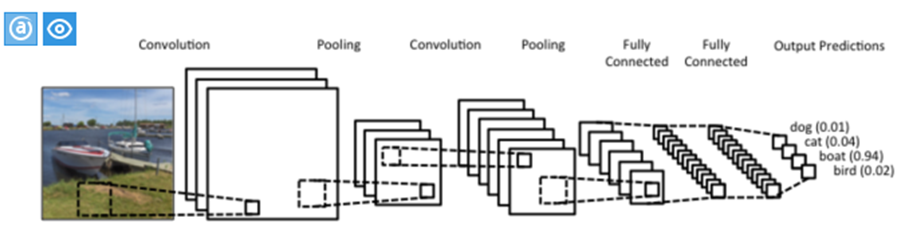 a
Convolution
Pooling
Convolution
Pooling
Fully
Connected
Fully
Connected
Output Predictions
dog (0.01)
cat (0.04)
boat (0.94)
bird (0.02)